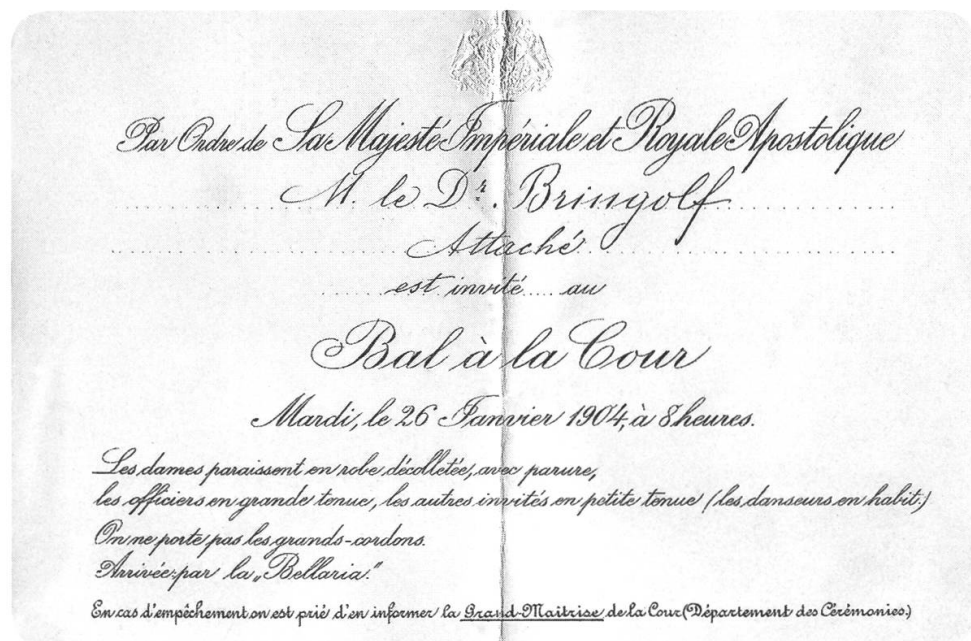 Par Ordre de Sa Majesté Impériale et Royale Apostolique
M. le Dr. Bringolf
Attaché
est invité au
Bal à la Cour
Mardi, le 26 Janvier 1904, à 8 heures.
Les dames paraissent en robe décolletée, avec parure,
les officiers en grande tenue, les autres invités en petite tenue (les danseurs en habit.)
On ne porte pas les grands-cordons.
Arrivée par la „Bellaria."
En cas d'empêchement on est prié d'en informer la Grand-Maîtrise de la Cour (Département des Cérémonies.)